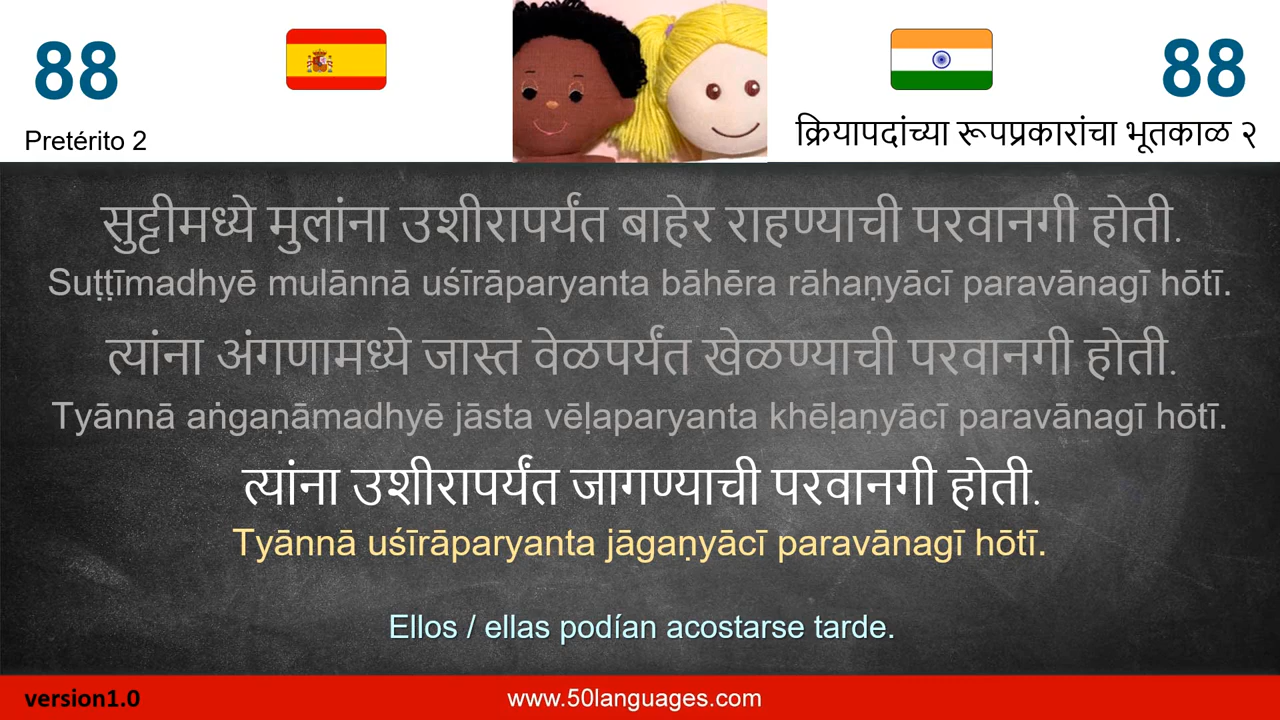 88
88
Pretérito 2
क्रियापदांच्या रूपप्रकारांचा भूतकाळ २
सुट्टीमध्ये मुलांना उशीरापर्यंत बाहेर राहण्याची परवानगी होती.
Suṭṭīmadhyē mulānnā uśīrāparyanta bāhēra rāhaṇyācī paravānagī hōtī.
त्यांना अंगणामध्ये जास्त वेळपर्यंत खेळण्याची परवानगी होती.
Tyānnā aṅgaṇāmadhyē jāsta vēḷaparyanta khēḷaṇyācī paravānagī hōtī.
त्यांना उशीरापर्यंत जागण्याची परवानगी होती.
Tyānnā uśīrāparyanta jāgaṇyācī paravānagī hōtī.
Ellos / ellas podían acostarse tarde.
version1.0
www.50languages.com